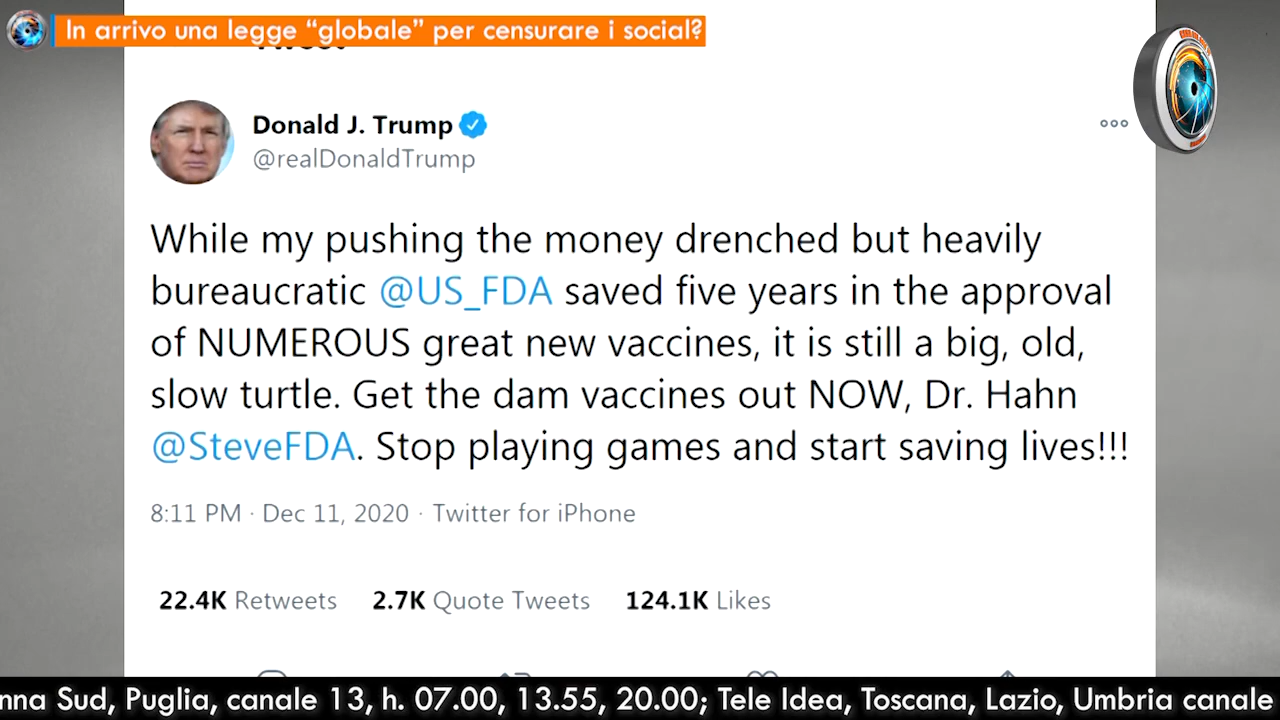 In arrivo una legge “globale” per censurare i social?
Donald J. Trump
@realDonaldTrump
While my pushing the money drenched but heavily
bureaucratic @US_FDA saved five years in the approval
of NUMEROUS great new vaccines, it is still a big, old,
slow turtle. Get the dam vaccines out NOW, Dr. Hahn
@SteveFDA. Stop playing games and start saving lives!!!
8:11 PM · Dec 11, 2020 · Twitter for iPhone
22.4K Retweets 2.7K Quote Tweets 124.1K Likes
nna Sud, Puglia, canale 13, h. 07.00, 13.55, 20.00; Tele Idea, Toscana, Lazio, Umbria canale